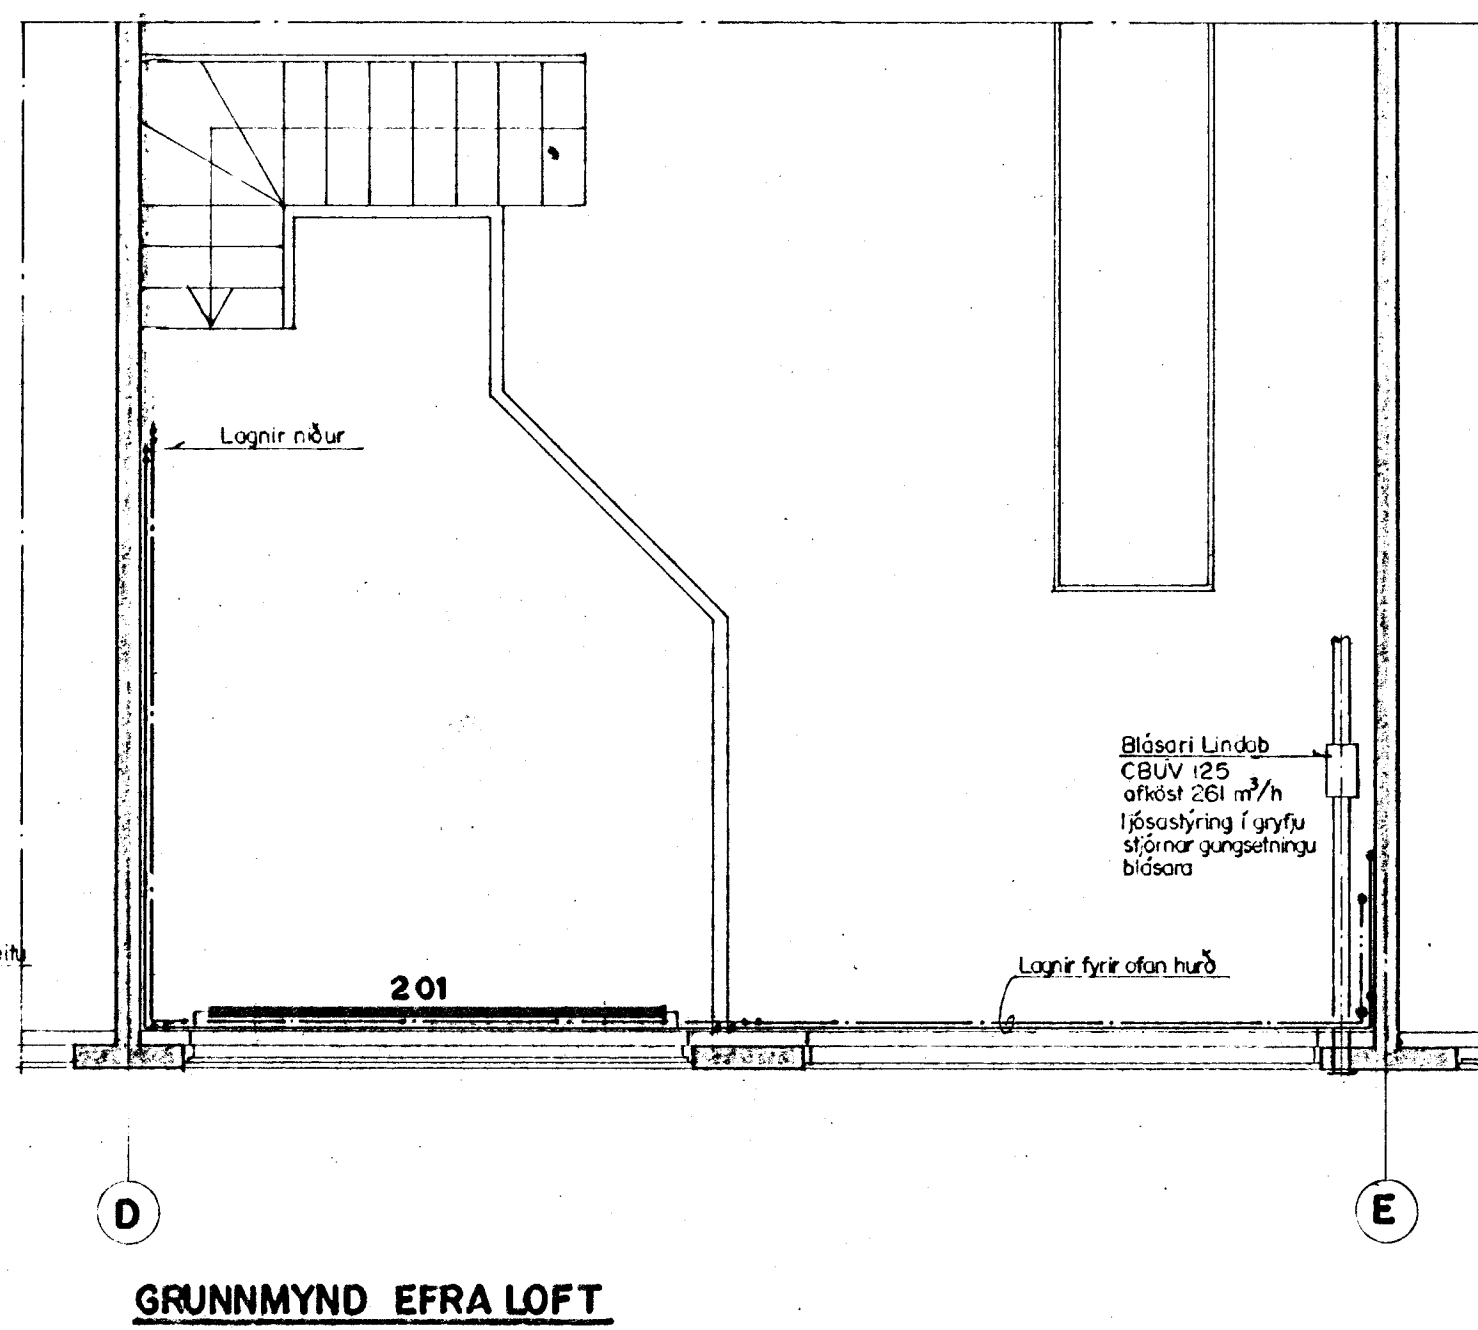 Lagnir niður
Blásari Lindab
CBUV 125
afköst 261 m³/h
ljósastýring í gryfju
stjórnar gangsetningu
blásara
Lagnir fyrir ofan hurð
201
D
E
GRUNNMYND EFRA LOFT